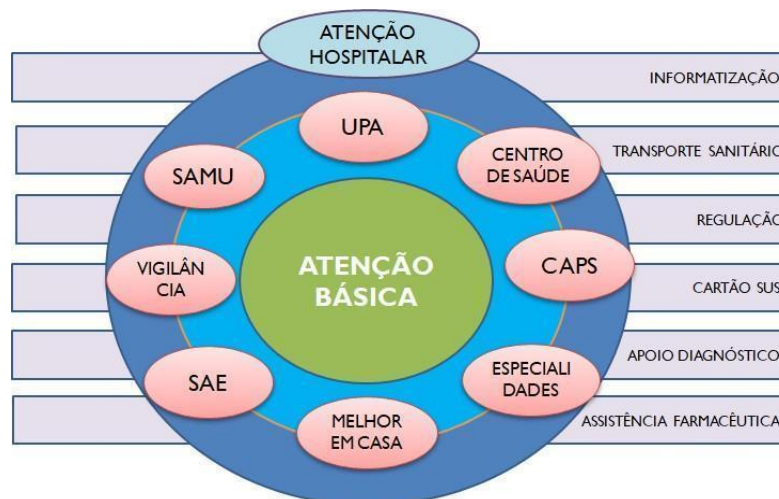 ATENÇÃO
HOSPITALAR
INFORMATIZAÇÃO
UPA
CENTRO
DE SAÚDE
TRANSPORTE SANITÁRIO
SAMU
REGULAÇÃO
ATENÇÃO
BÁSICA
VIGILÂN
CIA
CAPS
CARTÃO SUS
APOIO DIAGNÓSTICO
SAE
ESPECIALI
DADES
MELHOR
EM CASA
ASSISTÊNCIA FARMACÊUTICA